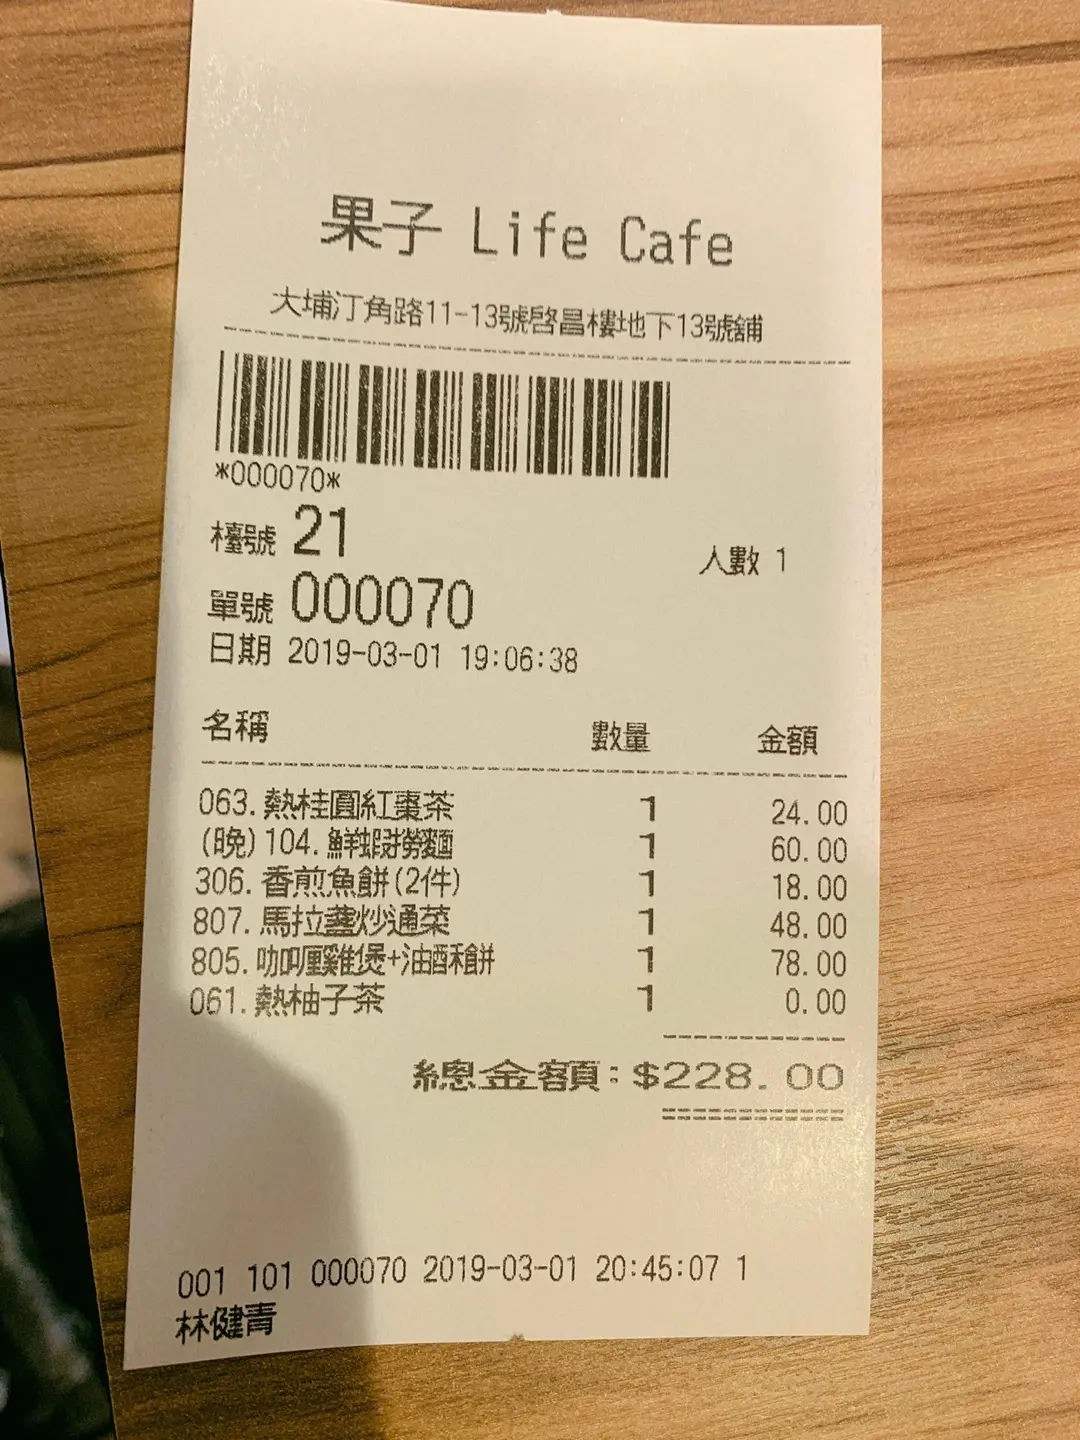 果子 Life Cafe
大埔汀角路11-13號啓昌樓地下13號舖
*000070*
檯號 21
人數 1
單號 000070
日期 2019-03-01 19:06:38
名稱 數量 金額
063. 熱桂圓紅棗茶 1 24.00
(晚)104. 鮮蝦撈麵 1 60.00
306. 香煎魚餅(2件) 1 18.00
807. 馬拉盞炒通菜 1 48.00
805. 咖喱雞煲+油酥餅 1 78.00
061. 熱柚子茶 1 0.00
總金額:$228.00
001 101 000070 2019-03-01 20:45:07 1
林健青